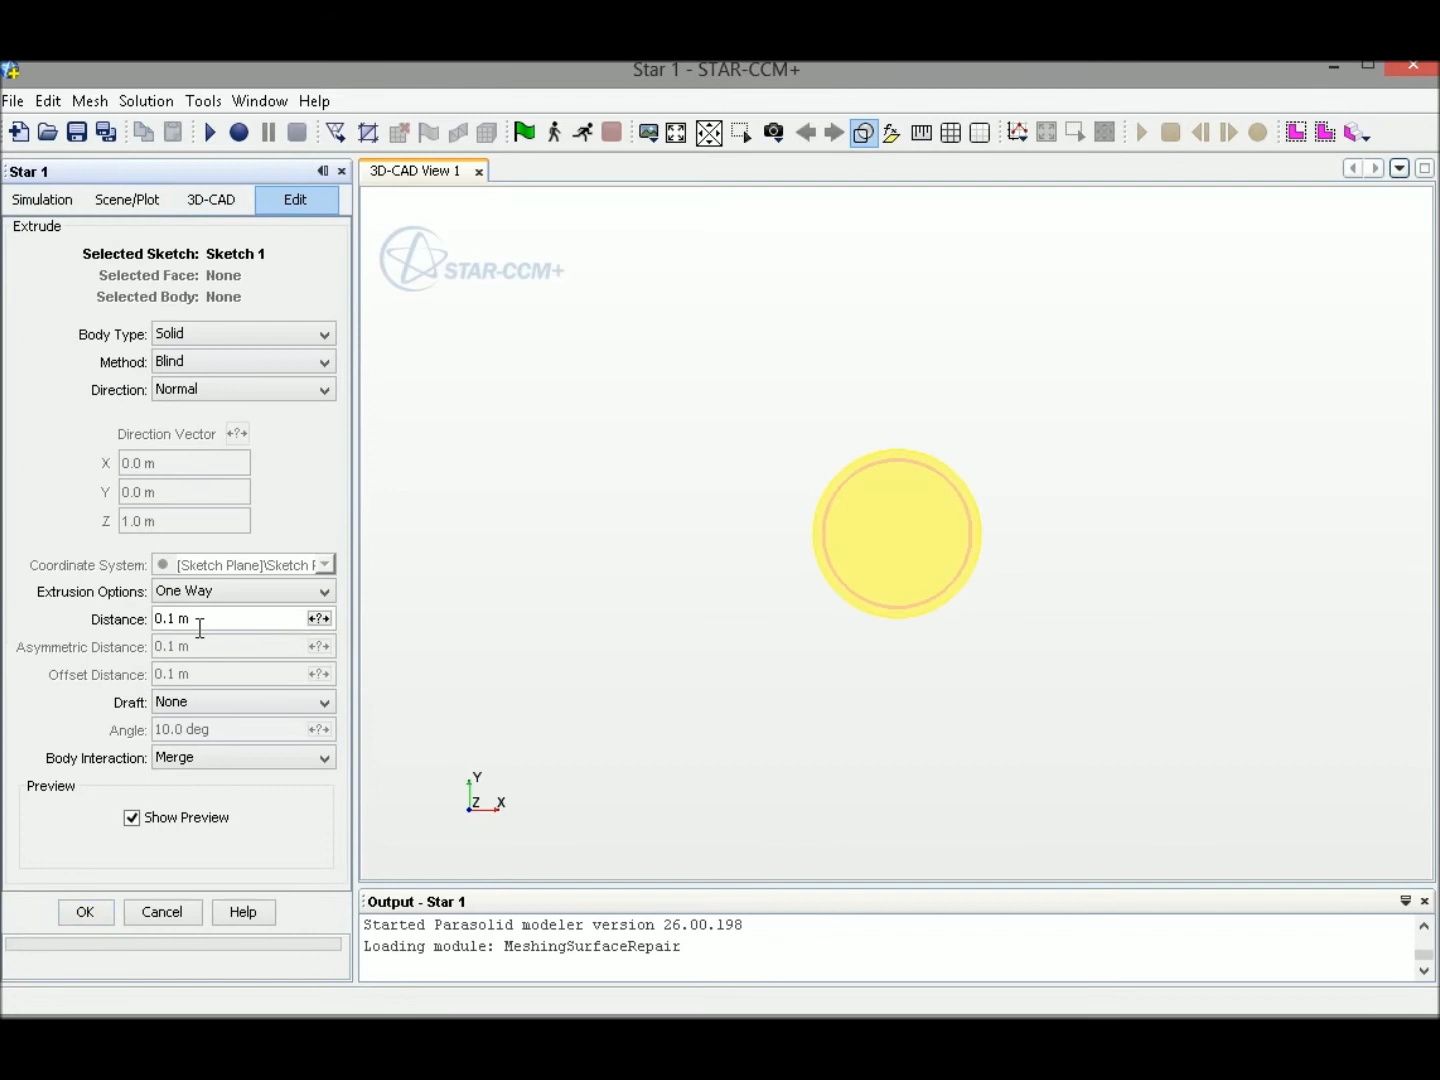 Star 1 - STAR-CCM+
File Edit Mesh Solution Tools Window Help
Star 1
3D-CAD View 1
Simulation Scene/Plot 3D-CAD Edit
Extrude
Selected Sketch: Sketch 1
Selected Face: None
Selected Body: None
STAR-CCM+
Body Type: Solid
Method: Blind
Direction: Normal
Direction Vector
X 0.0 m
Y 0.0 m
Z 1.0 m
Coordinate System: [Sketch Plane]\Sketch
Extrusion Options: One Way
Distance: 0.1 m
Asymmetric Distance: 0.1 m
Offset Distance: 0.1 m
Draft: None
Angle: 10.0 deg
Body Interaction: Merge
Preview
Show Preview
Y
Z X
OK Cancel Help
Output - Star 1
Started Parasolid modeler version 26.00.198
Loading module: MeshingSurfaceRepair